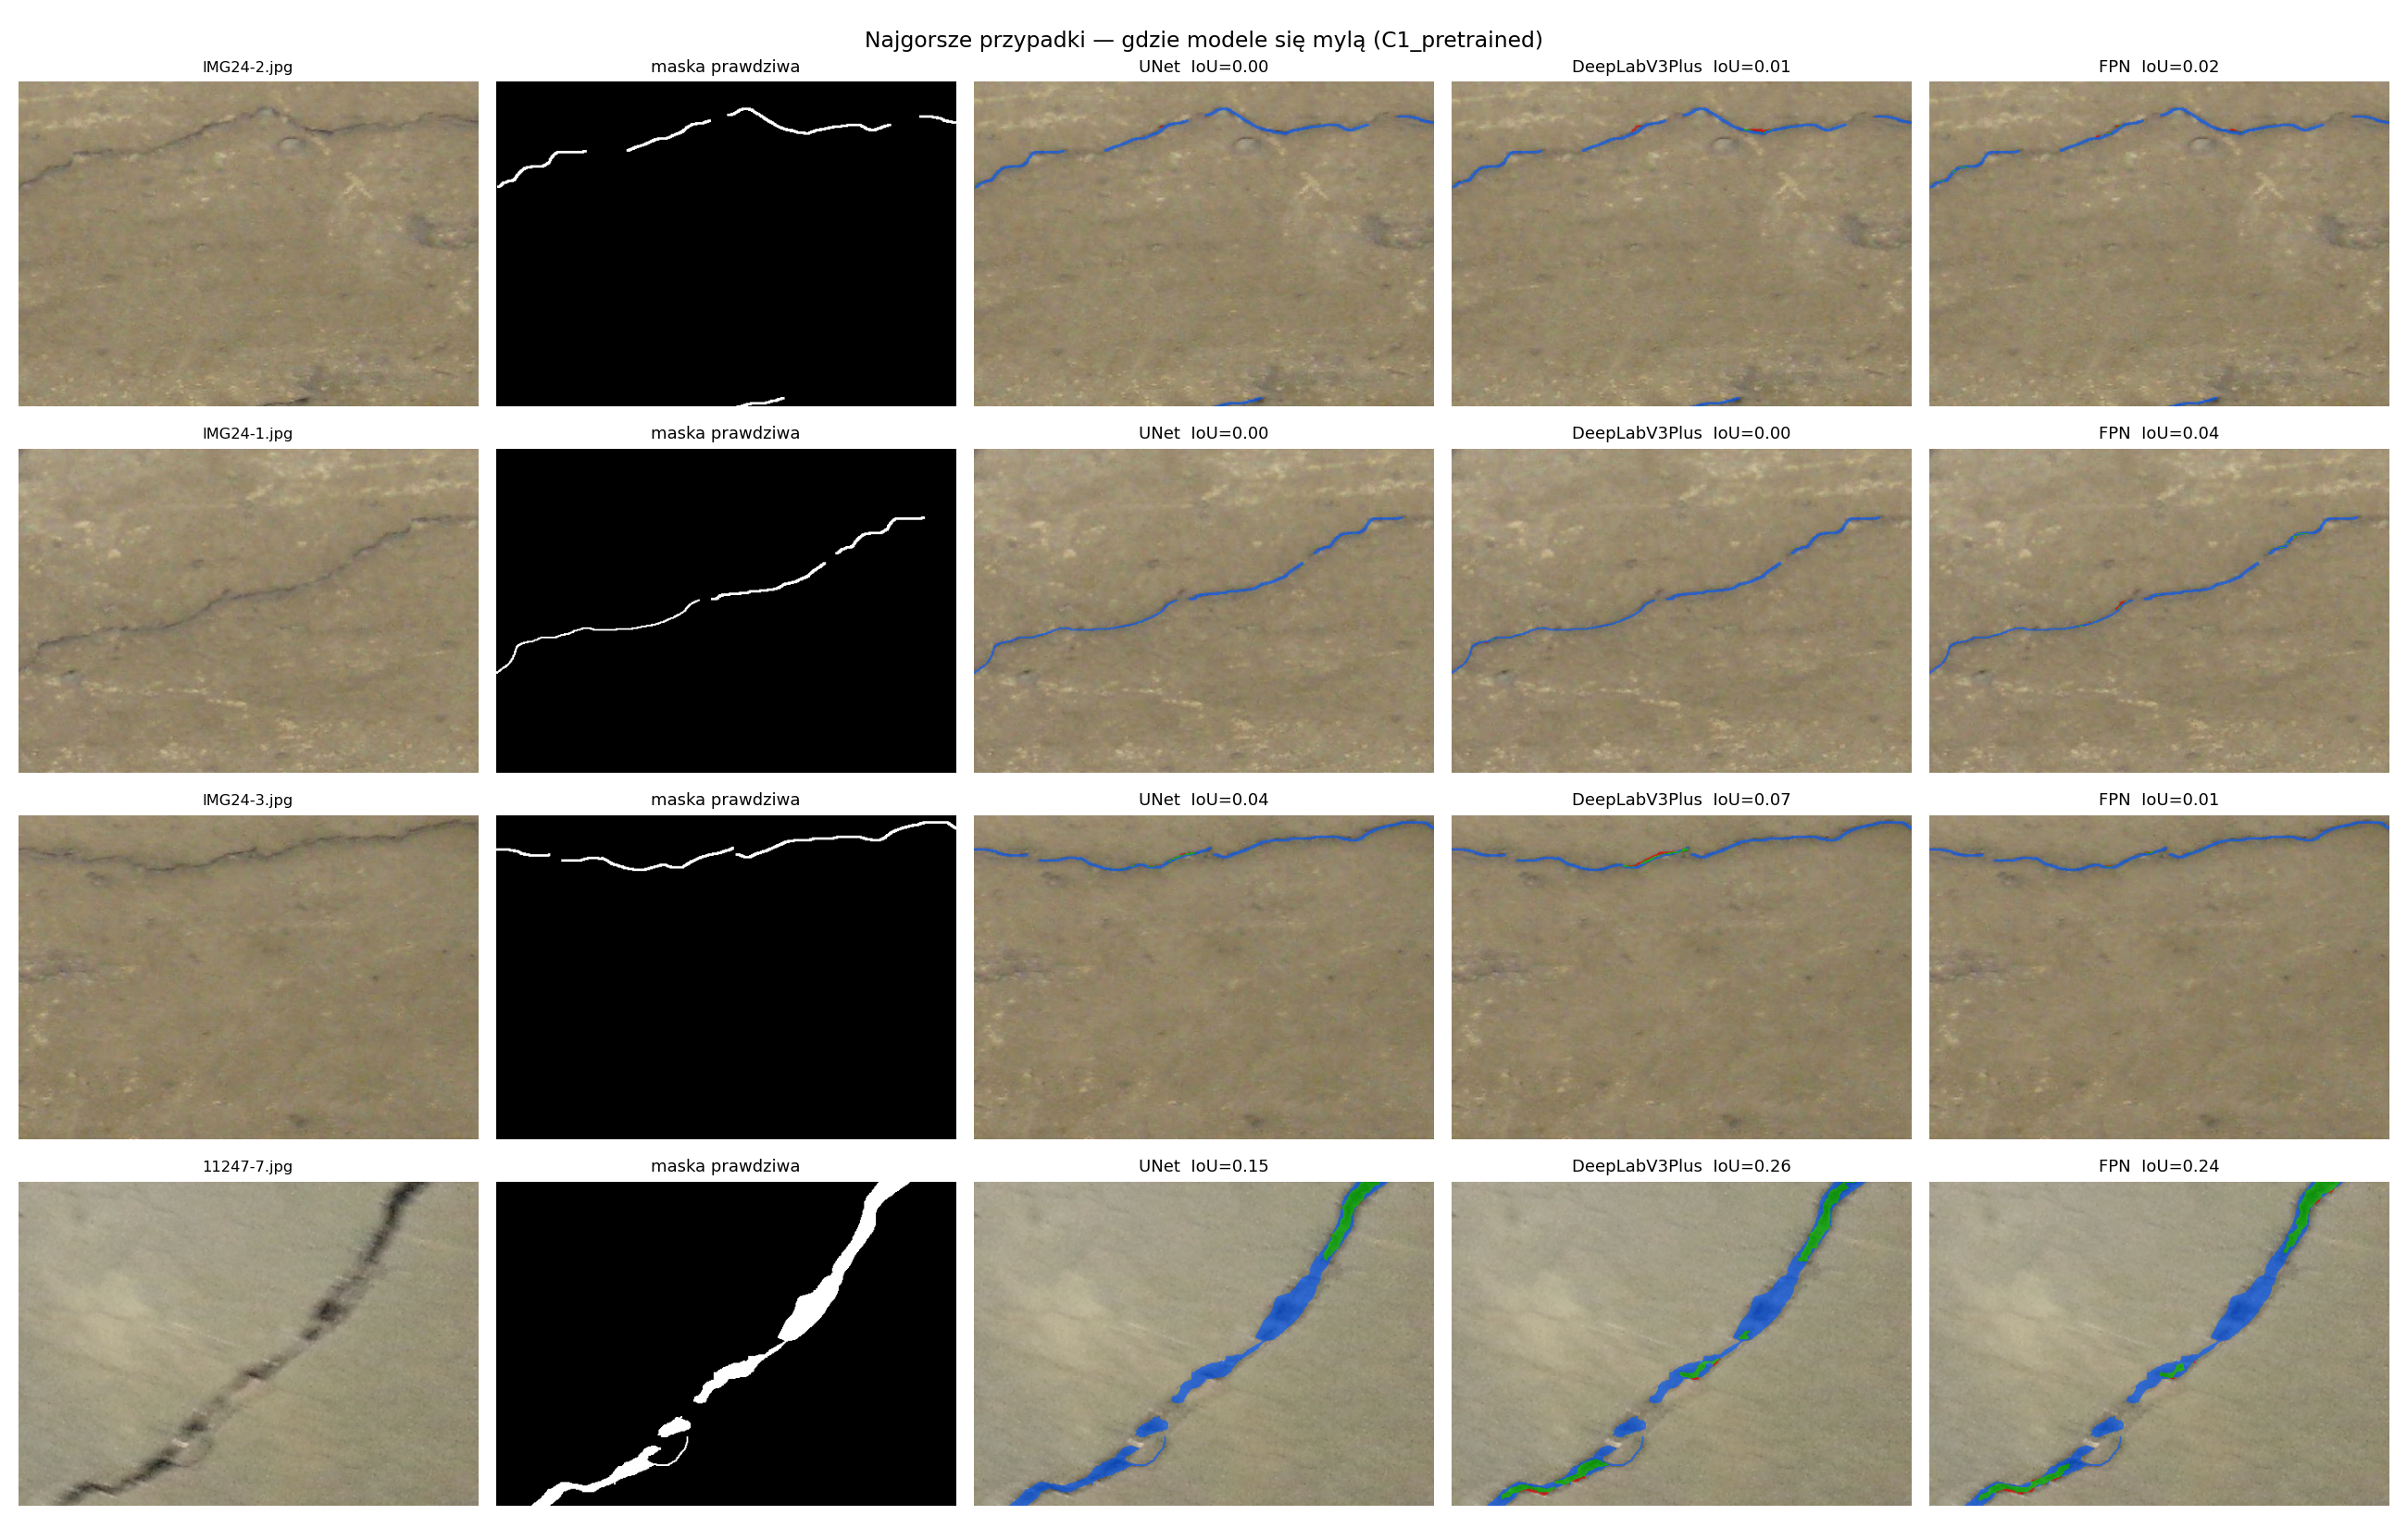 Najgorsze przypadki — gdzie modele się mylą (C1_pretrained)
IMG24-2.jpg
maska prawdziwa
UNet IoU=0.00
DeepLabV3Plus IoU=0.01
FPN IoU=0.02
IMG24-1.jpg
maska prawdziwa
UNet IoU=0.00
DeepLabV3Plus IoU=0.00
FPN IoU=0.04
IMG24-3.jpg
maska prawdziwa
UNet IoU=0.04
DeepLabV3Plus IoU=0.07
FPN IoU=0.01
11247-7.jpg
maska prawdziwa
UNet IoU=0.15
DeepLabV3Plus IoU=0.26
FPN IoU=0.24